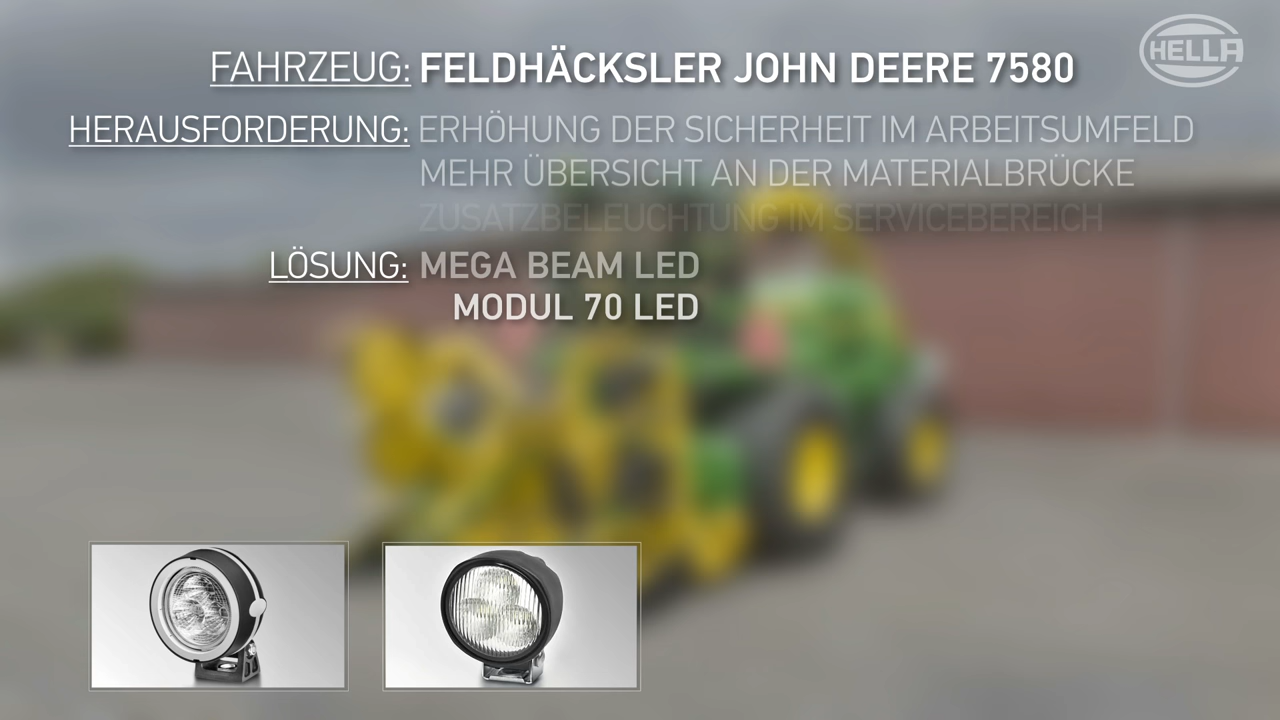 HELLA
FAHRZEUG: FELDHÄCKSLER JOHN DEERE 7580
HERAUSFORDERUNG: ERHÖHUNG DER SICHERHEIT IM ARBEITSUMFELD
MEHR ÜBERSICHT AN DER MATERIALBRÜCKE
ZUSATZBELEUCHTUNG IM SERVICEBEREICH
LÖSUNG: MEGA BEAM LED
MODUL 70 LED